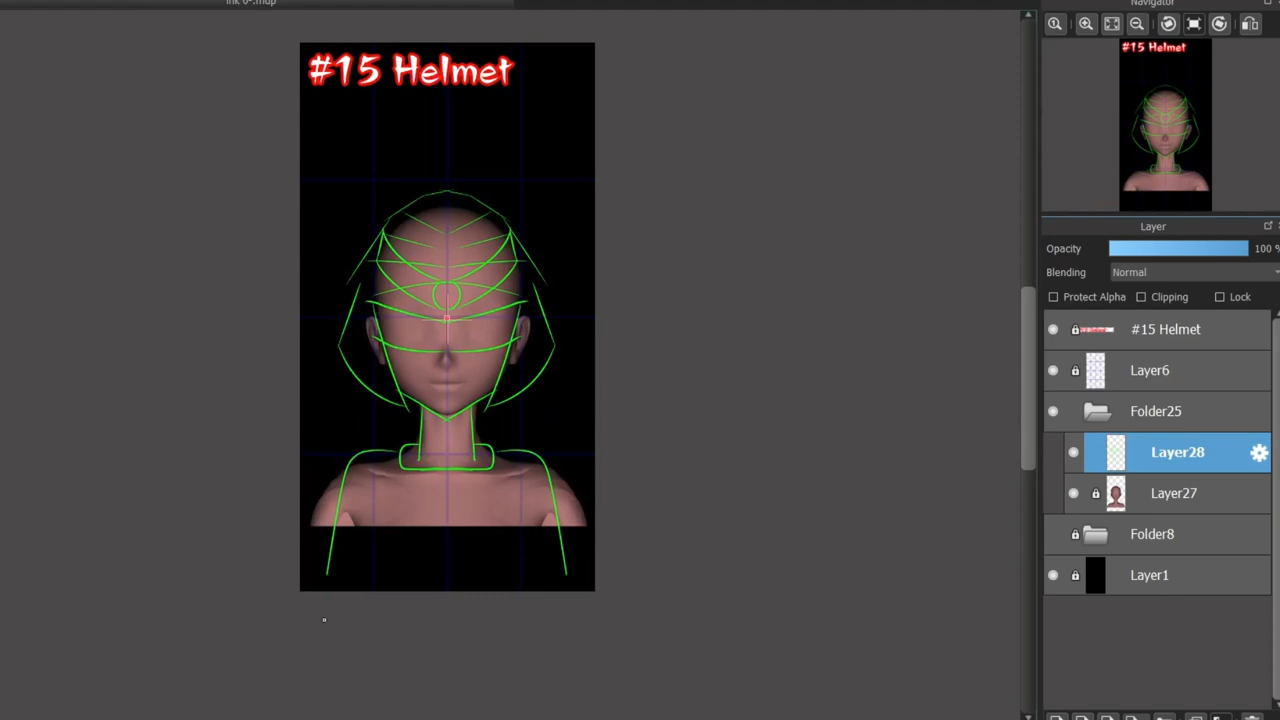 Navigator
#15 Helmet
#15 Helmet
Layer
Opacity 100 %
Blending Normal
Protect Alpha Clipping Lock
#15 Helmet
Layer6
Folder25
Layer28
Layer27
Folder8
Layer1